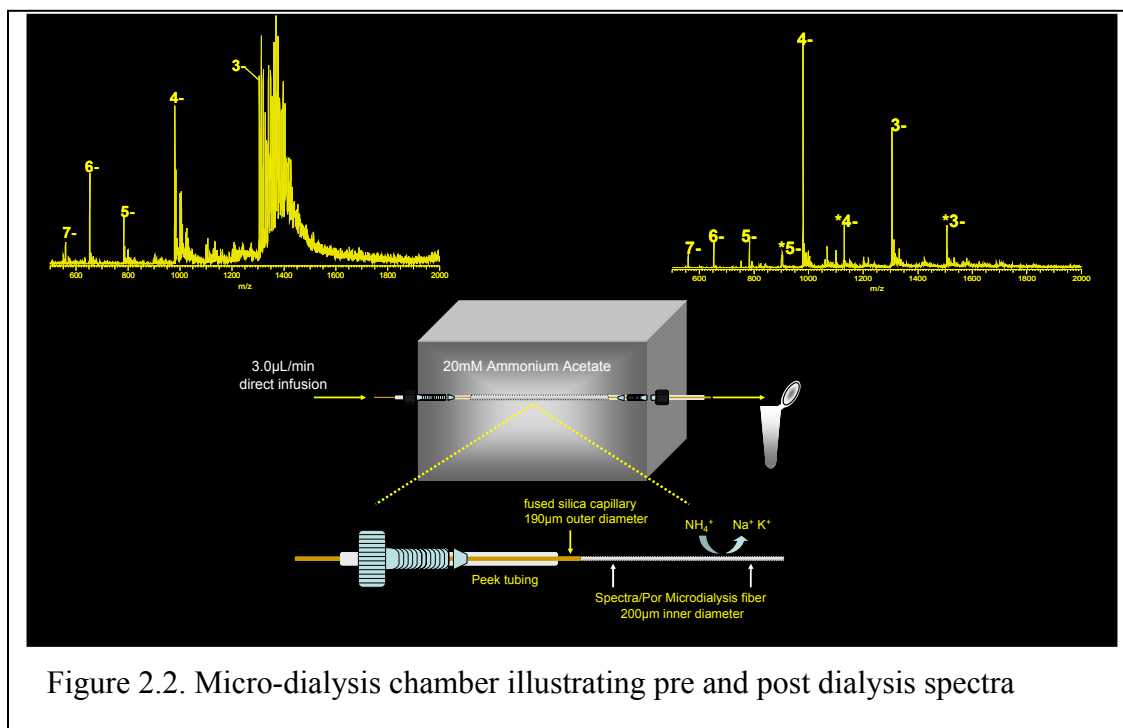 3-
4-
6-
5-
7-
600 800 1000 1200 1400 1600 1800 2000
m/z
4-
3-
*4-
*3-
7- 6- 5- *5-
600 800 1000 1200 1400 1600 1800 2000
m/z
3.0µL/min
direct infusion
20mM Ammonium Acetate
fused silica capillary
190µm outer diameter
NH₄⁺ Na⁺ K⁺
Peek tubing
Spectra/Por Microdialysis fiber
200µm inner diameter
Figure 2.2. Micro-dialysis chamber illustrating pre and post dialysis spectra